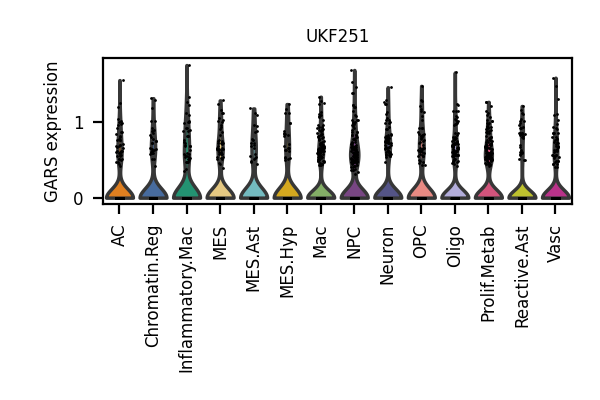 UKF251
GARS expression
1
0
AC
Chromatin.Reg
Inflammatory.Mac
MES
MES.Ast
MES.Hyp
Mac
NPC
Neuron
OPC
Oligo
Prolif.Metab
Reactive.Ast
Vasc